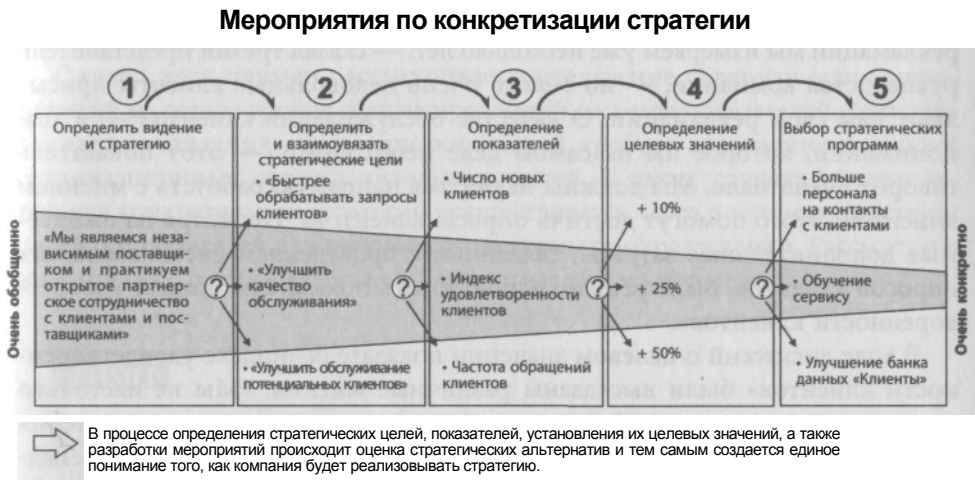 Мероприятия по конкретизации стратегии
1
2
3
4
5
Определить видение
и стратегию
«Мы являемся неза-
висимым поставщи-
ком и практикуем
открытое партнер-
ское сотрудничество
с клиентами и пос-
тавщиками»
Определить
и взаимоувязать
стратегические цели
• «Быстрее
обрабатывать запросы
клиентов»
• «Улучшить
качество
обслуживания»
• «Улучшить обслуживание
потенциальных клиентов»
Определение
показателей
• Число новых
клиентов
• Индекс
удовлетворенности
клиентов
• Частота обращений
клиентов
Определение
целевых значений
+ 10%
+ 25%
+ 50%
Выбор стратегических
программ
• Больше
персонала
на контакты
с клиентами
• Обучение
сервису
• Улучшение банка
данных «Клиенты»
?
?
?
?
Очень обобщенно
Очень конкретно
В процессе определения стратегических целей, показателей, установления их целевых значений, а также
разработки мероприятий происходит оценка стратегических альтернатив и тем самым создается единое
понимание того, как компания будет реализовывать стратегию.